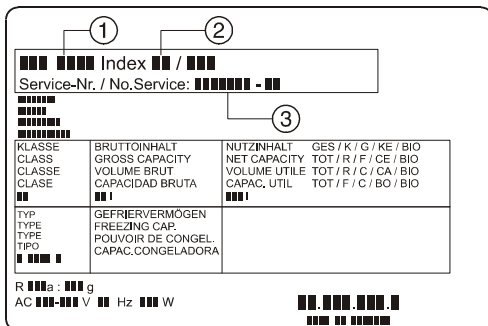 1 2
Index /
Service-Nr. / No.Service: -
3
KLASSE BRUTTOINHALT NUTZINHALT GES / K / G / KE / BIO
CLASS GROSS CAPACITY NET CAPACITY TOT / R / F / CE / BIO
CLASSE VOLUME BRUT VOLUME UTILE TOT / R / C / CA / BIO
CLASE CAPACIDAD BRUTA CAPAC. UTIL TOT / F / C / BO / BIO
l l
TYP GEFRIERVERMÖGEN
TYPE FREEZING CAP.
TYPE POUVOIR DE CONGEL.
TIPO CAPAC.CONGELADORA
R a : g
AC - V Hz W